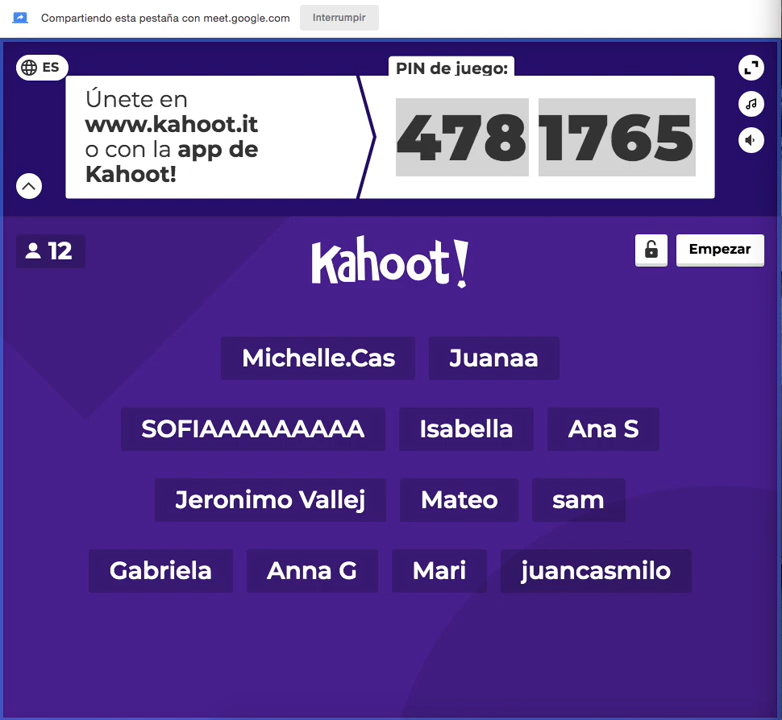 Compartiendo esta pestaña con meet.google.com Interrumpir
ES
Únete en
www.kahoot.it
o con la app de
Kahoot!
PIN de juego:
478 1765
12
Kahoot!
Empezar
Michelle.Cas Juanaa
SOFIAAAAAAAAA Isabella Ana S
Jeronimo Vallej Mateo sam
Gabriela Anna G Mari juancasmilo